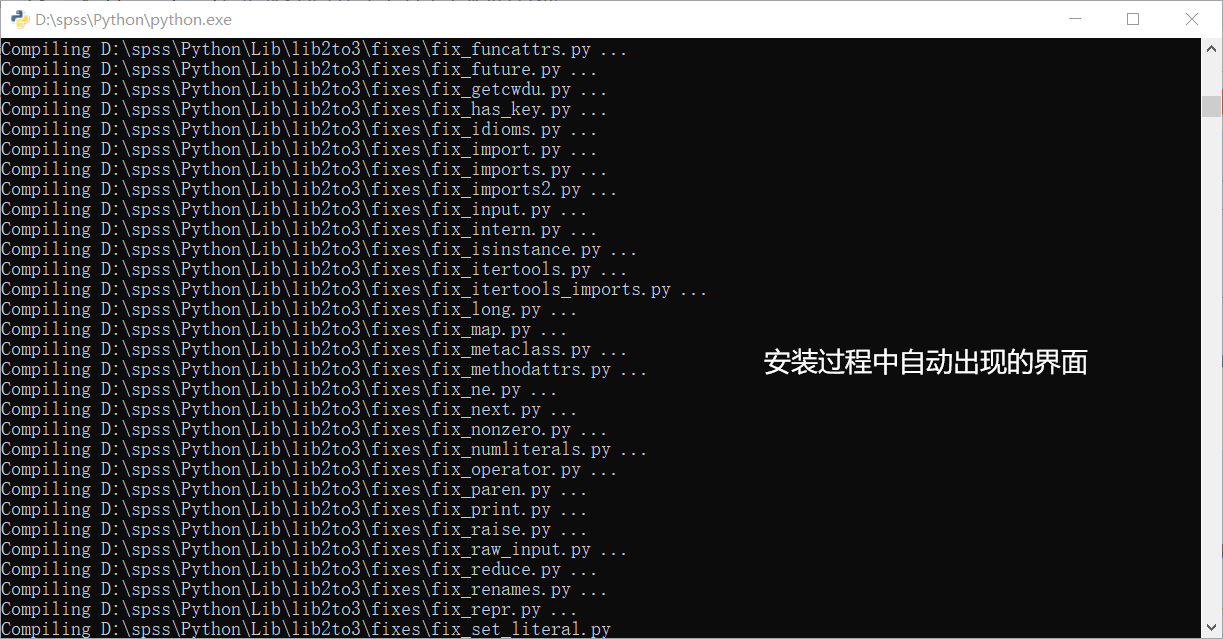 D:\spss\Python\python.exe
Compiling D:\spss\Python\Lib\lib2to3\fixes\fix_funcattrs.py ...
Compiling D:\spss\Python\Lib\lib2to3\fixes\fix_future.py ...
Compiling D:\spss\Python\Lib\lib2to3\fixes\fix_getcwdu.py ...
Compiling D:\spss\Python\Lib\lib2to3\fixes\fix_has_key.py ...
Compiling D:\spss\Python\Lib\lib2to3\fixes\fix_idioms.py ...
Compiling D:\spss\Python\Lib\lib2to3\fixes\fix_import.py ...
Compiling D:\spss\Python\Lib\lib2to3\fixes\fix_imports.py ...
Compiling D:\spss\Python\Lib\lib2to3\fixes\fix_imports2.py ...
Compiling D:\spss\Python\Lib\lib2to3\fixes\fix_input.py ...
Compiling D:\spss\Python\Lib\lib2to3\fixes\fix_intern.py ...
Compiling D:\spss\Python\Lib\lib2to3\fixes\fix_isinstance.py ...
Compiling D:\spss\Python\Lib\lib2to3\fixes\fix_itertools.py ...
Compiling D:\spss\Python\Lib\lib2to3\fixes\fix_itertools_imports.py ...
Compiling D:\spss\Python\Lib\lib2to3\fixes\fix_long.py ...
Compiling D:\spss\Python\Lib\lib2to3\fixes\fix_map.py ...
Compiling D:\spss\Python\Lib\lib2to3\fixes\fix_metaclass.py ...
Compiling D:\spss\Python\Lib\lib2to3\fixes\fix_methodattrs.py ...
Compiling D:\spss\Python\Lib\lib2to3\fixes\fix_ne.py ...
Compiling D:\spss\Python\Lib\lib2to3\fixes\fix_next.py ...
Compiling D:\spss\Python\Lib\lib2to3\fixes\fix_nonzero.py ...
Compiling D:\spss\Python\Lib\lib2to3\fixes\fix_numliterals.py ...
Compiling D:\spss\Python\Lib\lib2to3\fixes\fix_operator.py ...
Compiling D:\spss\Python\Lib\lib2to3\fixes\fix_paren.py ...
Compiling D:\spss\Python\Lib\lib2to3\fixes\fix_print.py ...
Compiling D:\spss\Python\Lib\lib2to3\fixes\fix_raise.py ...
Compiling D:\spss\Python\Lib\lib2to3\fixes\fix_raw_input.py ...
Compiling D:\spss\Python\Lib\lib2to3\fixes\fix_reduce.py ...
Compiling D:\spss\Python\Lib\lib2to3\fixes\fix_renames.py ...
Compiling D:\spss\Python\Lib\lib2to3\fixes\fix_repr.py ...
Compiling D:\spss\Python\Lib\lib2to3\fixes\fix_set_literal.py
安装过程中自动出现的界面